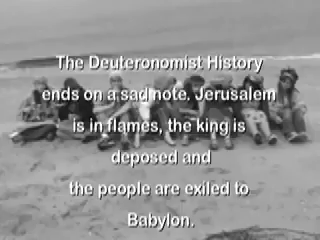 The Deuteronomist History
ends on a sad note. Jerusalem
is in flames, the king is
deposed and
the people are exiled to
Babylon.